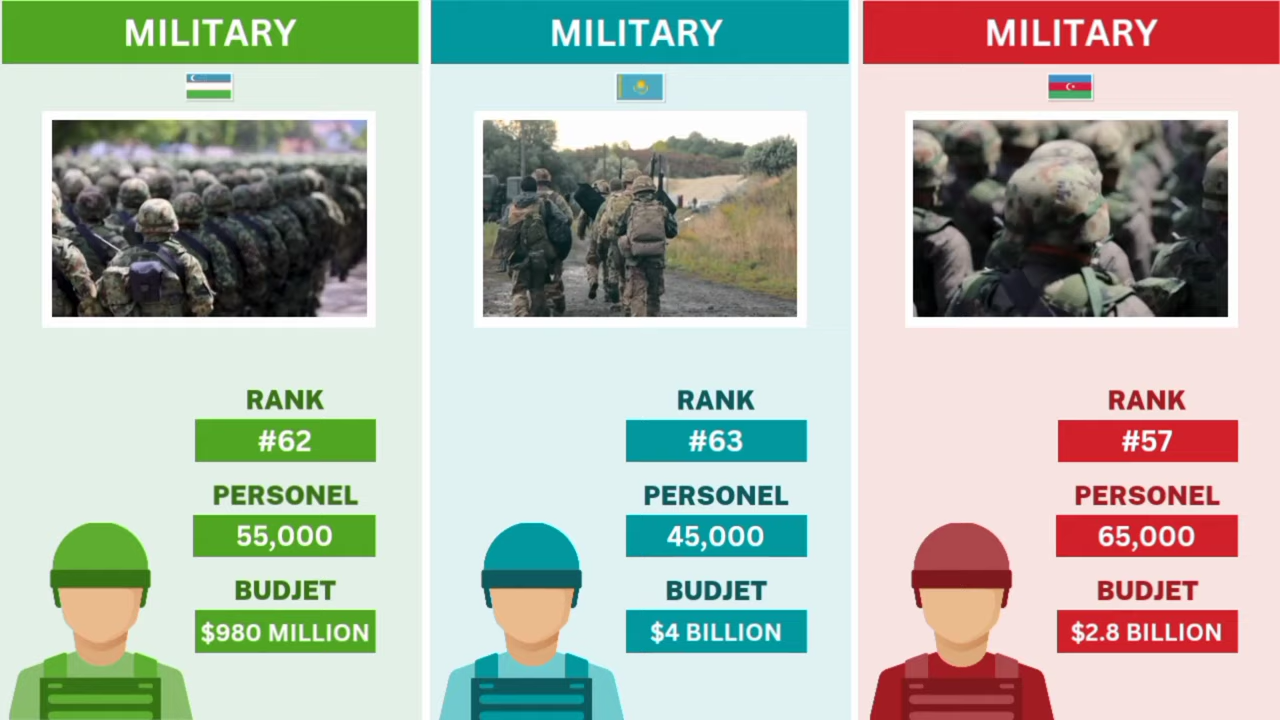 MILITARY
RANK
#62
PERSONEL
55,000
BUDJET
$980 MILLION
MILITARY
RANK
#63
PERSONEL
45,000
BUDJET
$4 BILLION
MILITARY
RANK
#57
PERSONEL
65,000
BUDJET
$2.8 BILLION